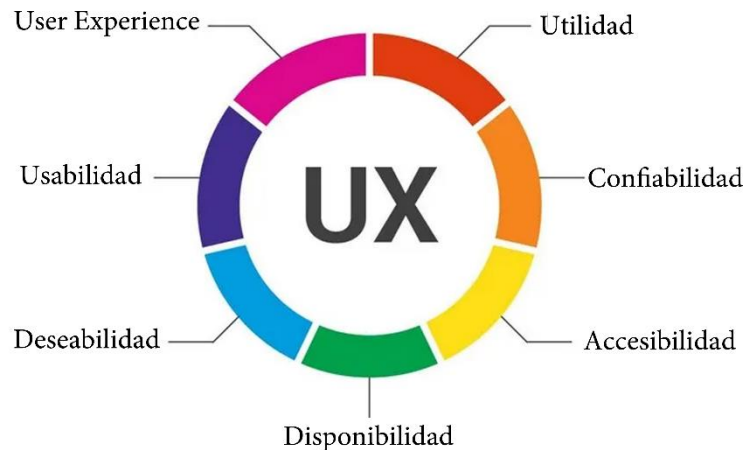 User Experience
Utilidad
Usabilidad
UX
Confiabilidad
Deseabilidad
Accesibilidad
Disponibilidad